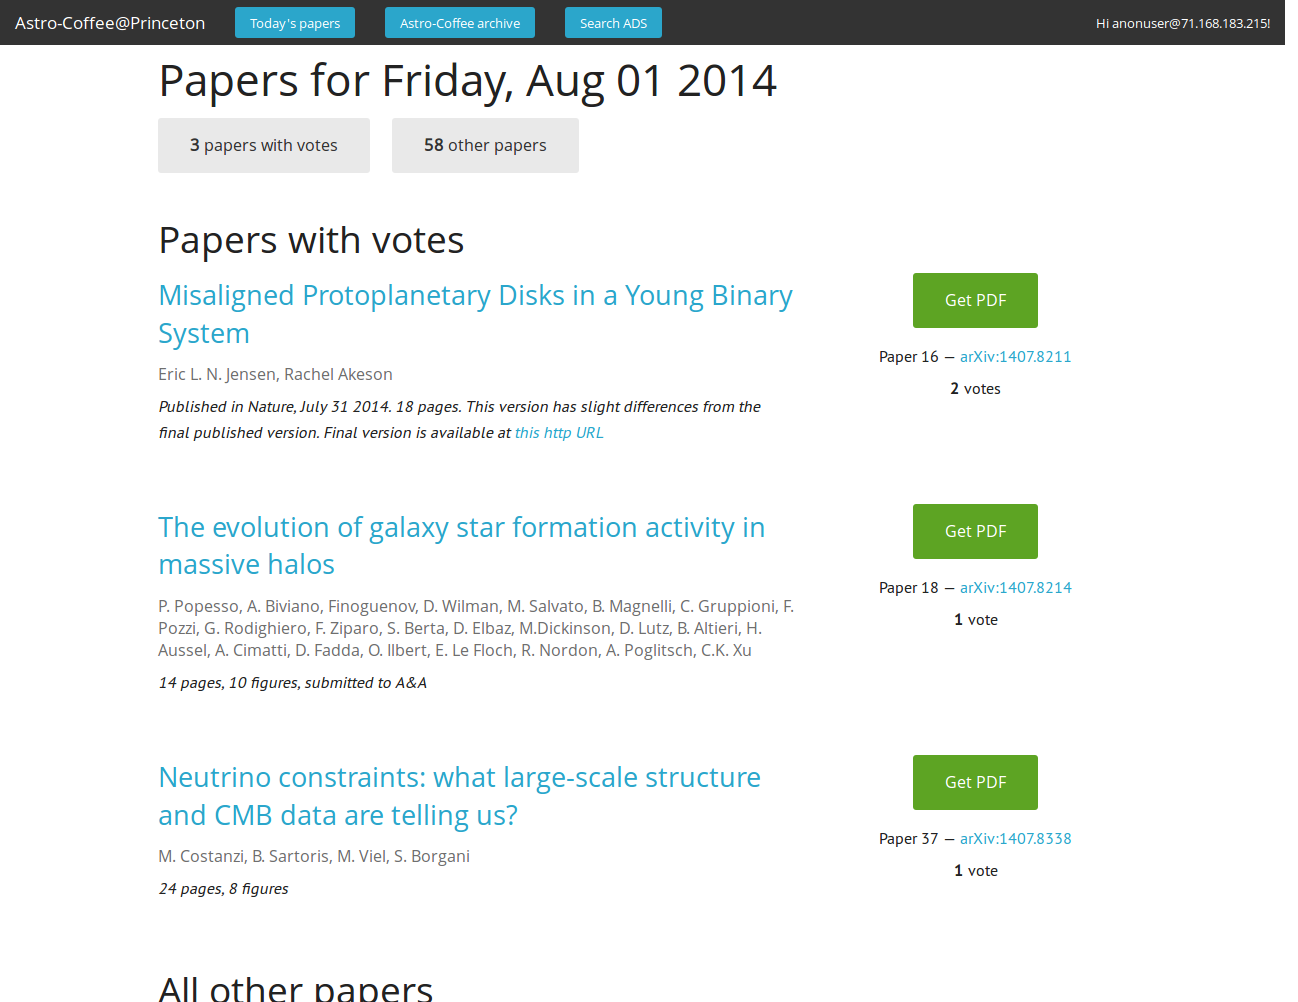 Astro-Coffee@Princeton Today's papers Astro-Coffee archive Search ADS Hi anonuser@71.168.183.215!
Papers for Friday, Aug 01 2014
3 papers with votes 58 other papers
Papers with votes
Misaligned Protoplanetary Disks in a Young Binary
System
Eric L. N. Jensen, Rachel Akeson
Published in Nature, July 31 2014. 18 pages. This version has slight differences from the
final published version. Final version is available at this http URL
Get PDF
Paper 16 — arXiv:1407.8211
2 votes
The evolution of galaxy star formation activity in
massive halos
P. Popesso, A. Biviano, Finoguenov, D. Wilman, M. Salvato, B. Magnelli, C. Gruppioni, F.
Pozzi, G. Rodighiero, F. Ziparo, S. Berta, D. Elbaz, M.Dickinson, D. Lutz, B. Altieri, H.
Aussel, A. Cimatti, D. Fadda, O. Ilbert, E. Le Floch, R. Nordon, A. Poglitsch, C.K. Xu
14 pages, 10 figures, submitted to A&A
Get PDF
Paper 18 — arXiv:1407.8214
1 vote
Neutrino constraints: what large-scale structure
and CMB data are telling us?
M. Costanzi, B. Sartoris, M. Viel, S. Borgani
24 pages, 8 figures
Get PDF
Paper 37 — arXiv:1407.8338
1 vote
All other papers